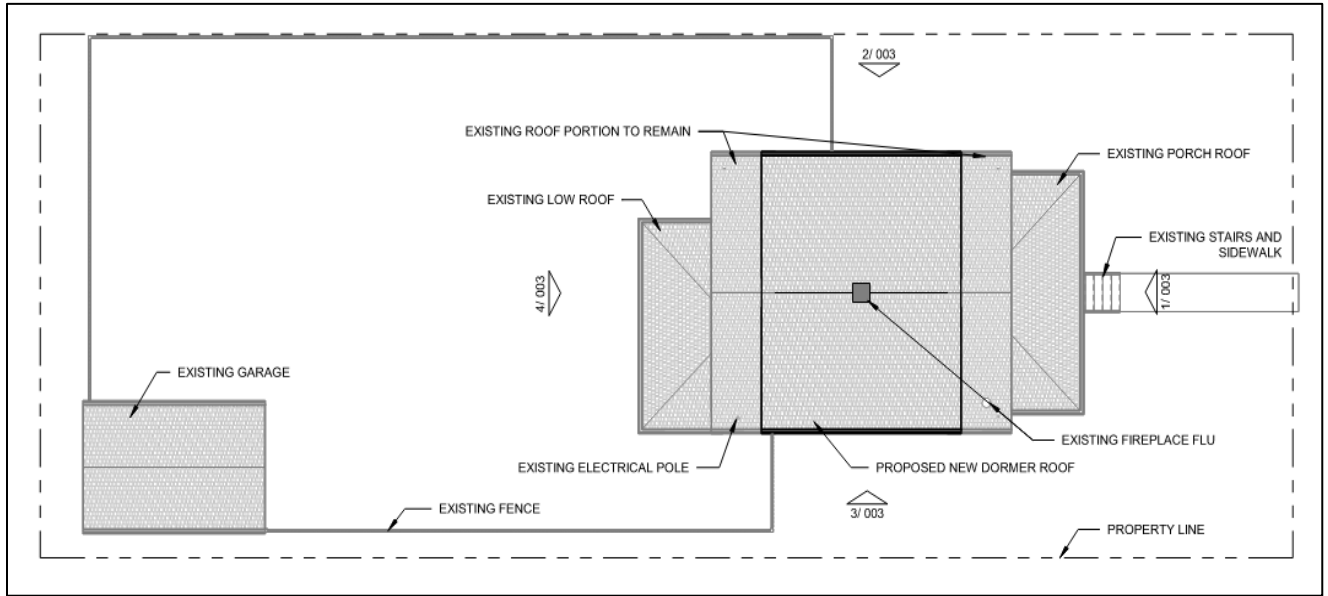 2/ 003
EXISTING ROOF PORTION TO REMAIN
EXISTING PORCH ROOF
EXISTING LOW ROOF
EXISTING STAIRS AND
SIDEWALK
4/ 003
1/ 003
EXISTING GARAGE
EXISTING FIREPLACE FLU
EXISTING ELECTRICAL POLE
PROPOSED NEW DORMER ROOF
EXISTING FENCE
3/ 003
PROPERTY LINE